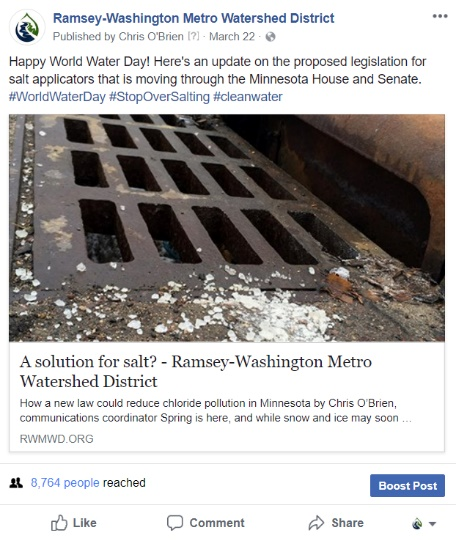 Ramsey-Washington Metro Watershed District
Published by Chris O'Brien [?] · March 22 ·
Happy World Water Day! Here's an update on the proposed legislation for
salt applicators that is moving through the Minnesota House and Senate.
#WorldWaterDay #StopOverSalting #cleanwater
A solution for salt? - Ramsey-Washington Metro
Watershed District
How a new law could reduce chloride pollution in Minnesota by Chris O'Brien,
communications coordinator Spring is here, and while snow and ice may soon ...
RWMWD.ORG
8,764 people reached
Boost Post
Like Comment Share